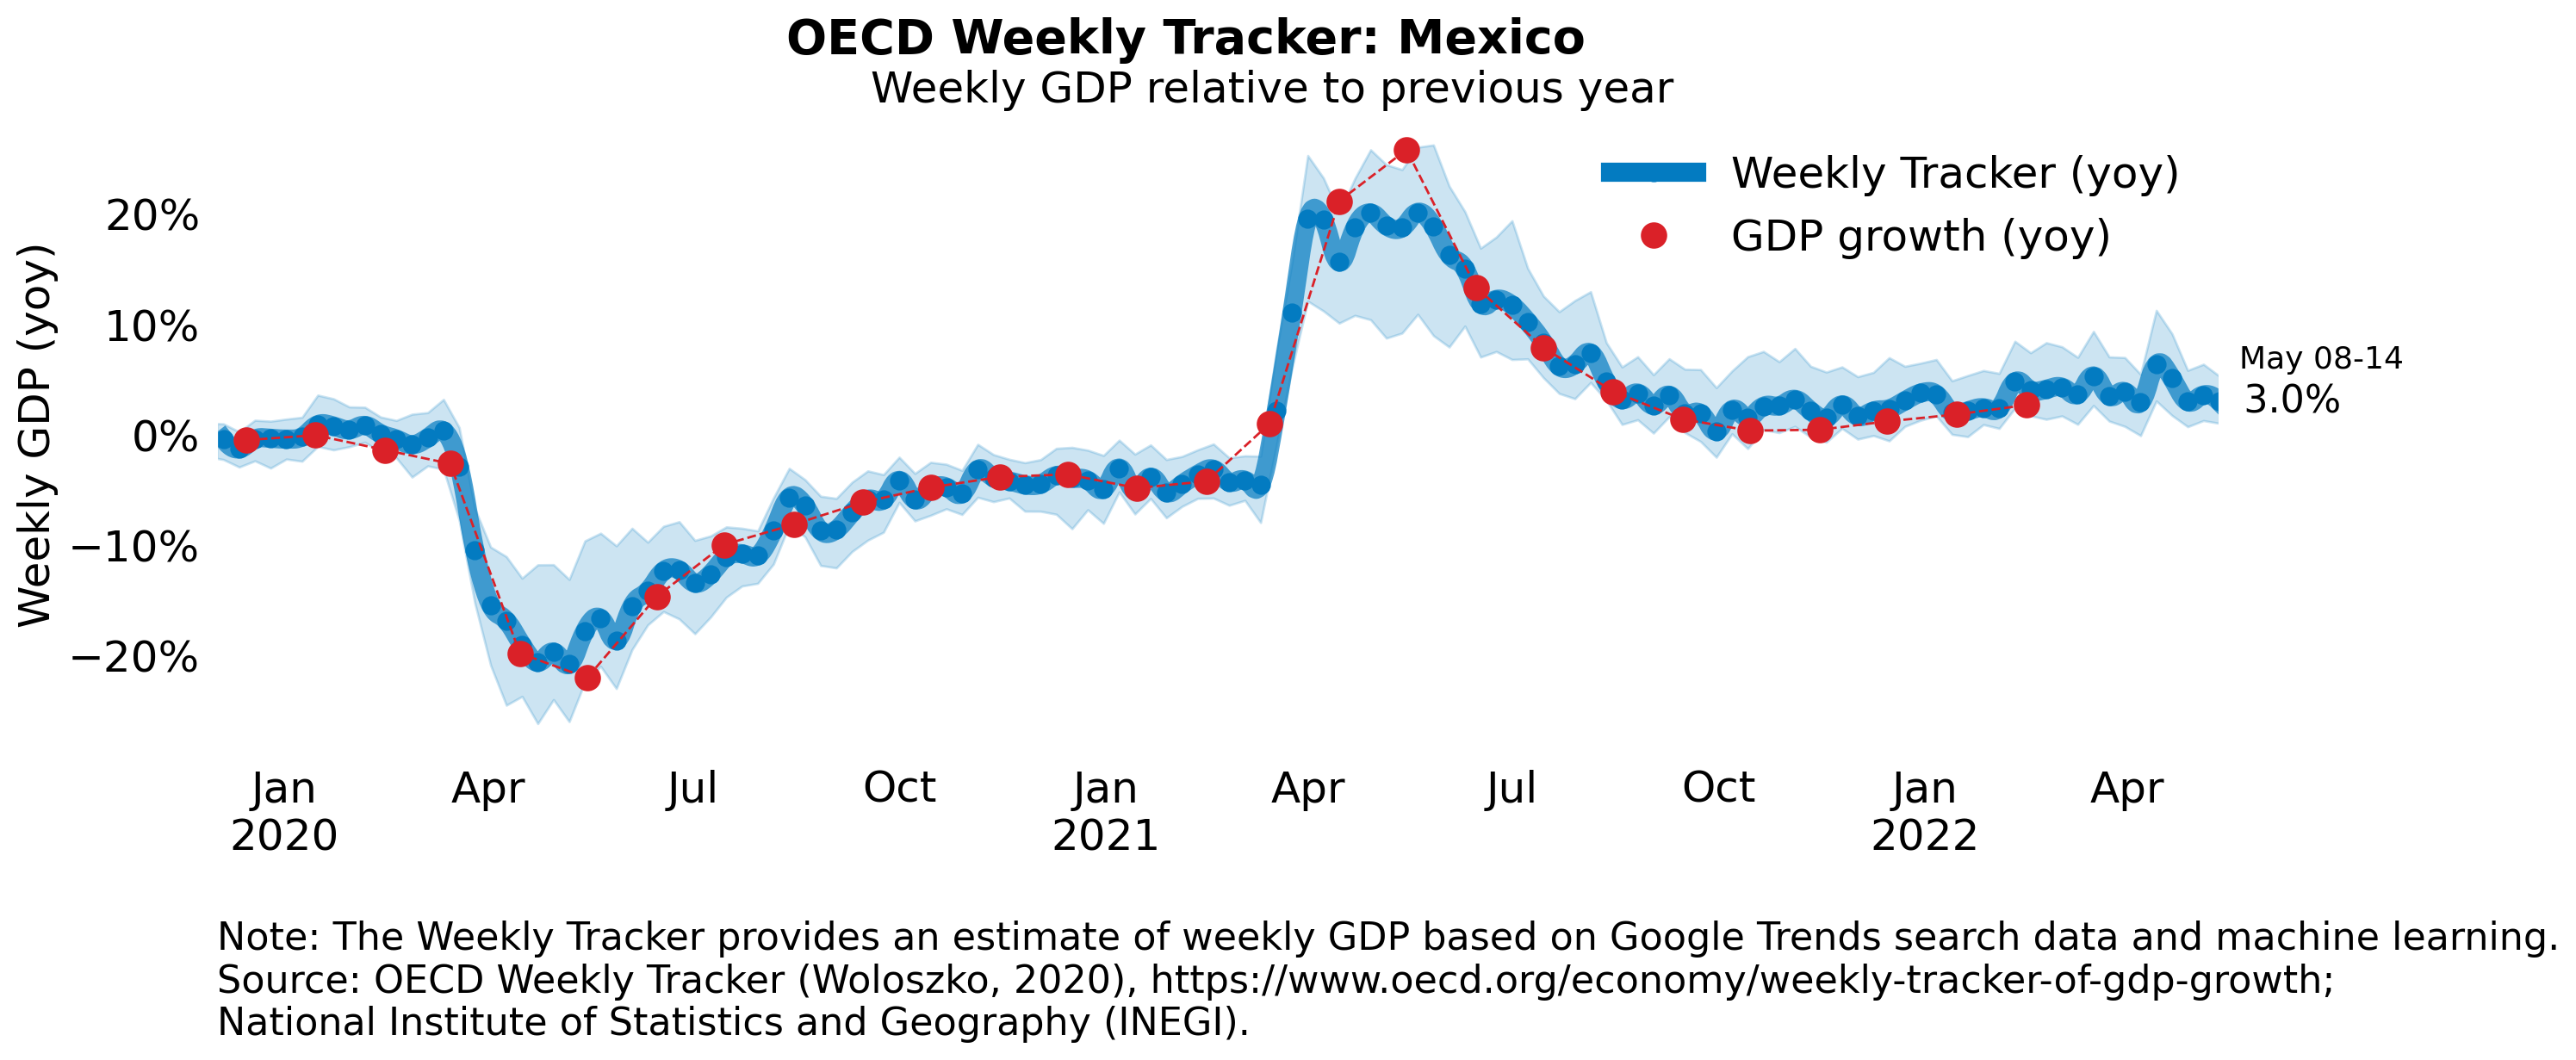 OECD Weekly Tracker: Mexico
Weekly GDP relative to previous year
Weekly Tracker (yoy)
GDP growth (yoy)
Weekly GDP (yoy)
20%
10%
0%
−10%
−20%
May 08-14
3.0%
Jan Apr Jul Oct Jan Apr Jul Oct Jan Apr
2020 2021 2022
Note: The Weekly Tracker provides an estimate of weekly GDP based on Google Trends search data and machine learning.
Source: OECD Weekly Tracker (Woloszko, 2020), https://www.oecd.org/economy/weekly-tracker-of-gdp-growth;
National Institute of Statistics and Geography (INEGI).